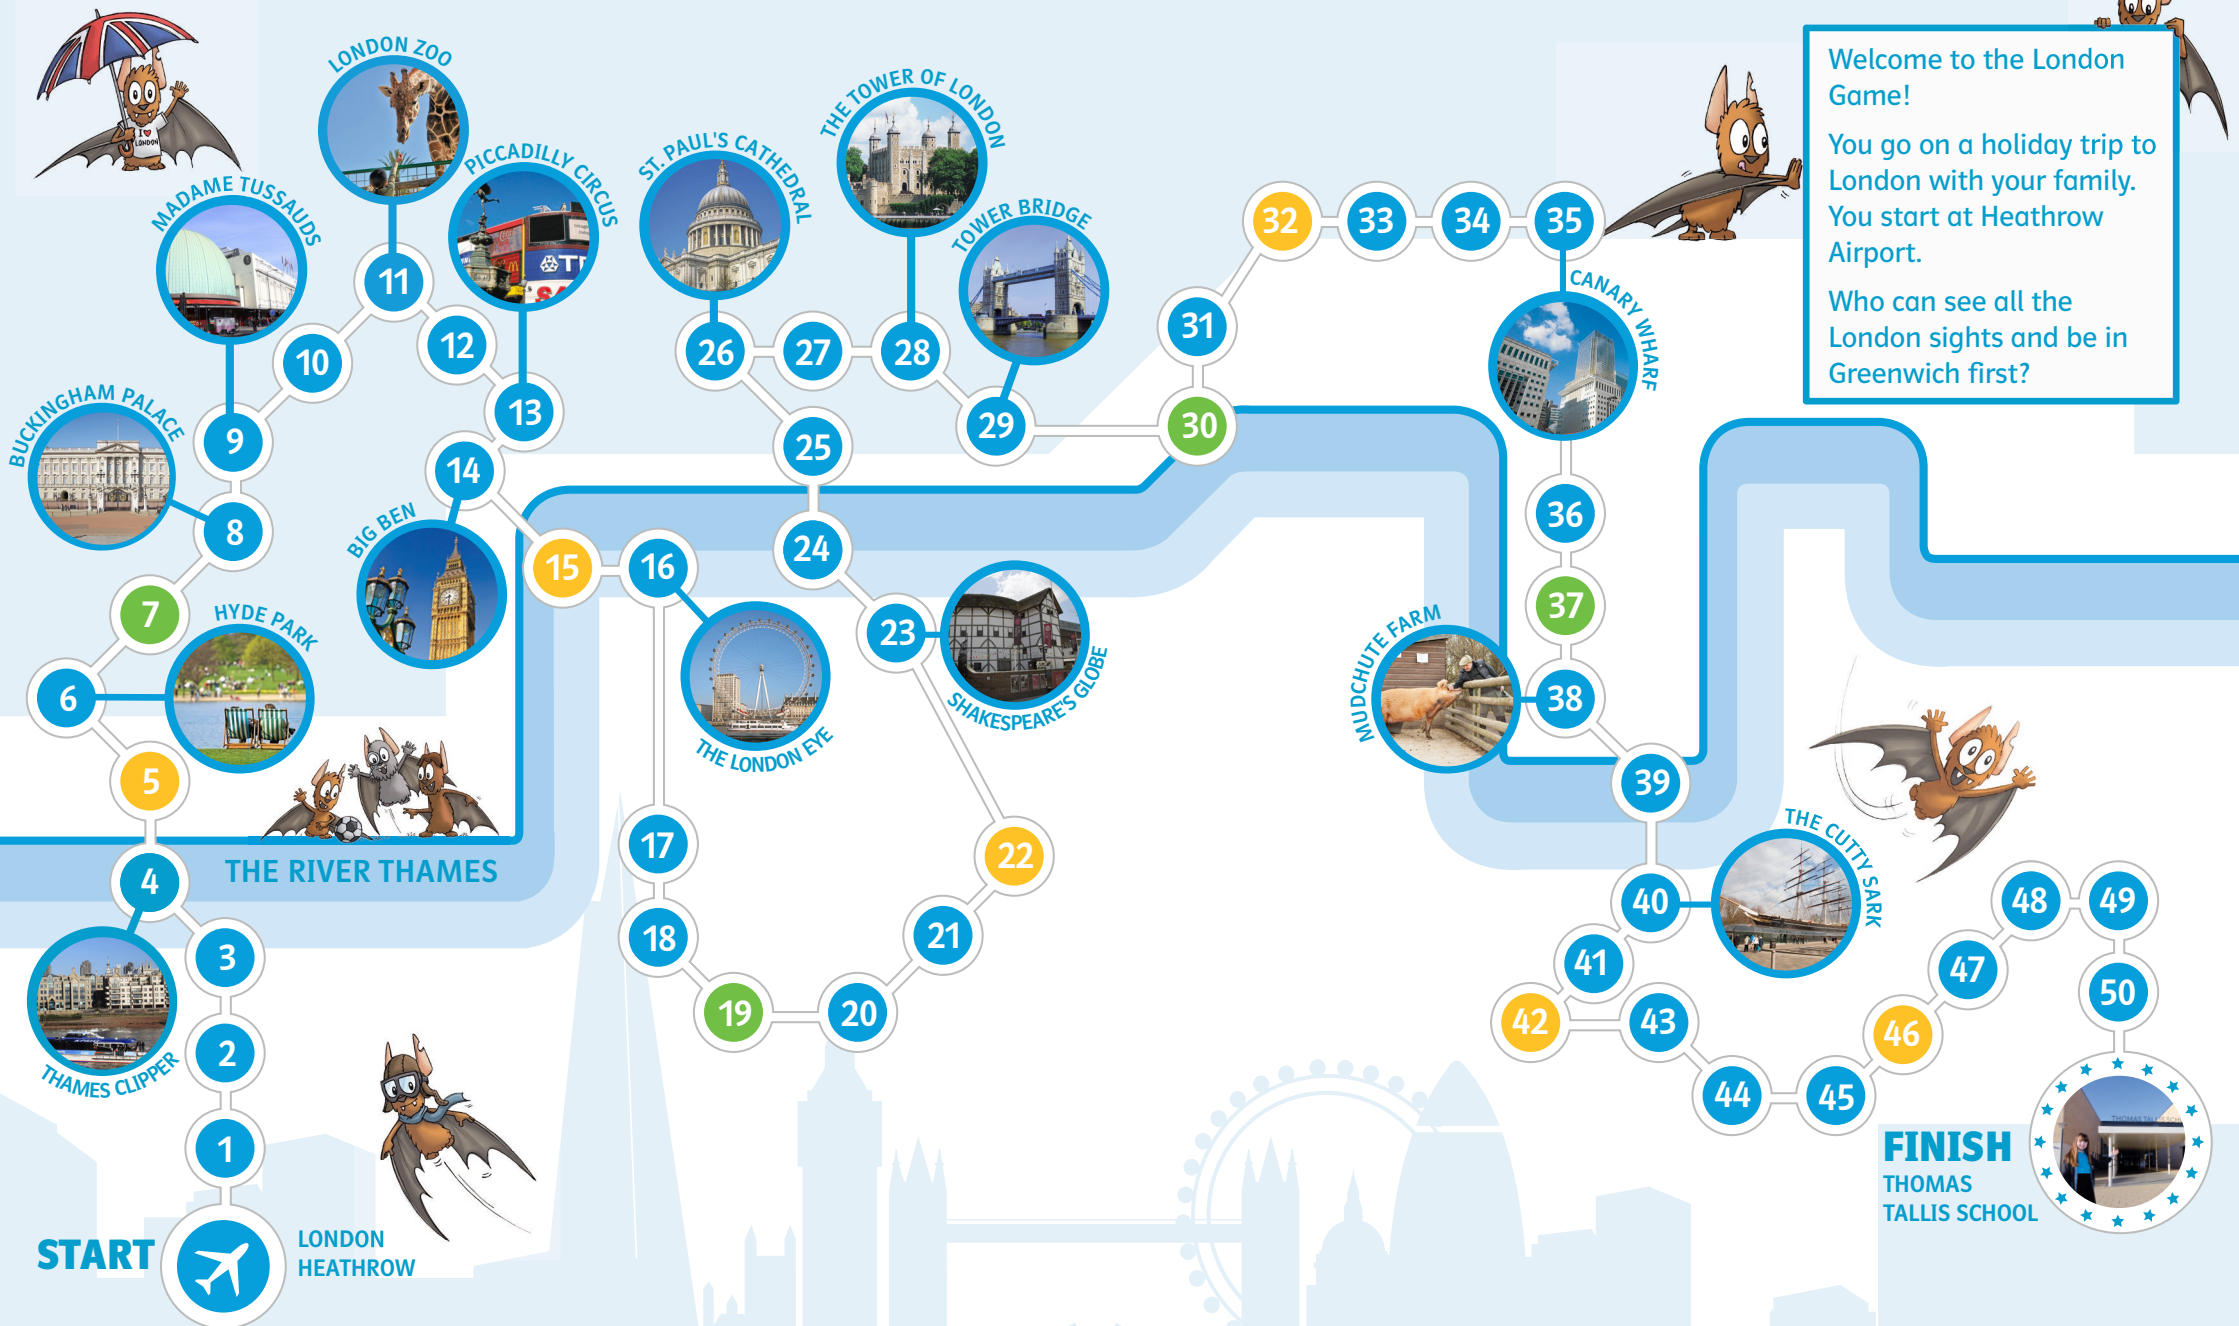 Welcome to the London
Game!
You go on a holiday trip to
London with your family.
You start at Heathrow
Airport.
Who can see all the
London sights and be in
Greenwich first?
I
LONDON
LONDON ZOO
MADAME TUSSAUDS
PICCADILLY CIRCUS
ST. PAUL'S CATHEDRAL
THE TOWER OF LONDON
TOWER BRIDGE
CANARY WHARF
BUCKINGHAM PALACE
HYDE PARK
BIG BEN
THE LONDON EYE
SHAKESPEARE'S GLOBE
MUDCHUTE FARM
THE CUTTY SARK
THE RIVER THAMES
THAMES CLIPPER
START
LONDON
HEATHROW
1
2
3
4
5
6
7
8
9
10
11
12
13
14
15
16
17
18
19
20
21
22
23
24
25
26
27
28
29
30
31
32
33
34
35
36
37
38
39
40
41
42
43
44
45
46
47
48
49
50
FINISH
THOMAS
TALLIS SCHOOL